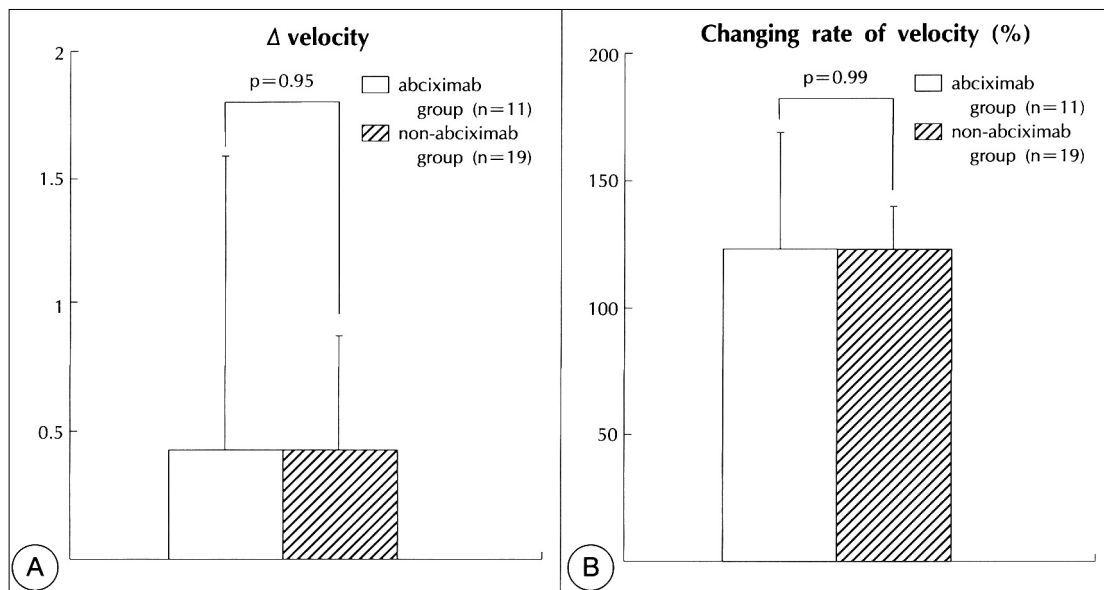 Δ velocity
2
1.5
1
0.5
p=0.95
abciximab
group (n=11)
non-abciximab
group (n=19)
A
Changing rate of velocity (%)
200
150
100
50
p=0.99
abciximab
group (n=11)
non-abciximab
group (n=19)
B